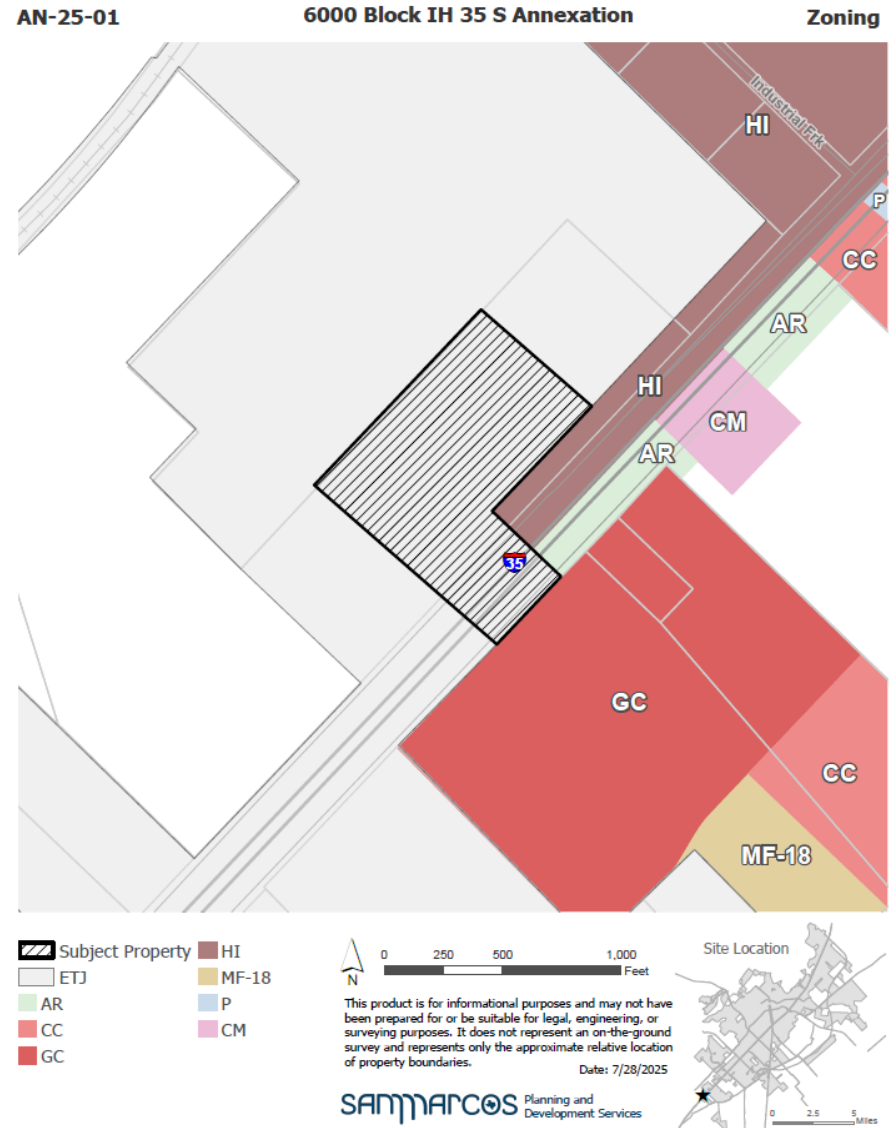 AN-25-01 6000 Block IH 35 S Annexation Zoning
Industrial Frk
HI
P
CC
AR
HI
CM
AR
35
GC
CC
MF-18
Subject Property
ETJ
AR
CC
GC
HI
MF-18
P
CM
N
0 250 500 1,000
Feet
This product is for informational purposes and may not have
been prepared for or be suitable for legal, engineering, or
surveying purposes. It does not represent an on-the-ground
survey and represents only the approximate relative location
of property boundaries.
Date: 7/28/2025
SANMARCOS Planning and
Development Services
Site Location
0 2.5 5
Miles